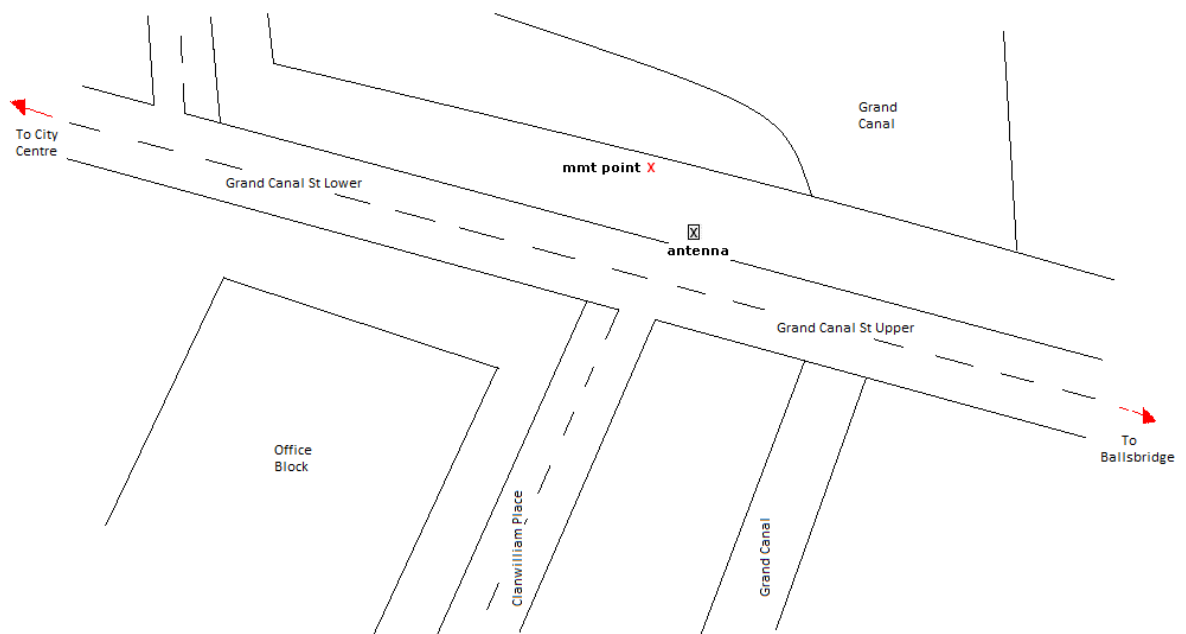 Grand
Canal
To City
Centre
mmt point X
Grand Canal St Lower
X
antenna
Grand Canal St Upper
To
Ballsbridge
Office
Block
Clanwilliam Place
Grand Canal